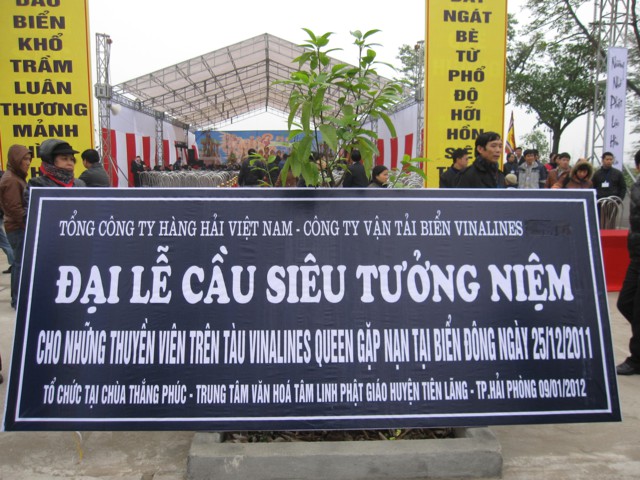 BIỂN
KHỔ
TRẦM
LUÂN
THƯƠNG
MẢNH
NGÁT
BÈ TỪ
PHỔ
ĐỘ
HỠI
HỒN
TỔNG CÔNG TY HÀNG HẢI VIỆT NAM - CÔNG TY VẬN TẢI BIỂN VINALINES
ĐẠI LỄ CẦU SIÊU TƯỞNG NIỆM
CHO NHỮNG THUYỀN VIÊN TRÊN TÀU VINALINES QUEEN GẶP NẠN TẠI BIỂN ĐÔNG NGÀY 25/12/2011
TỔ CHỨC TẠI CHÙA THẮNG PHÚC - TRUNG TÂM VĂN HOÁ TÂM LINH PHẬT GIÁO HUYỆN TIÊN LÃNG - TP.HẢI PHÒNG 09/01/2012